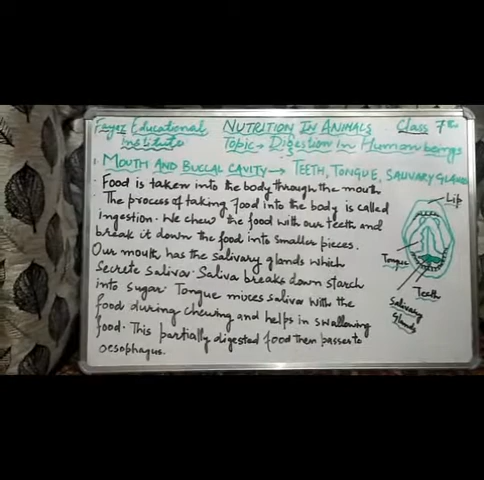 Fayez Educational Institute
NUTRITION IN ANIMALS
Class 7th
Topic → Digestion in Human beings
1. MOUTH AND BUCCAL CAVITY → TEETH, TONGUE, SALIVARY GLANDS
Food is taken into the body through the mouth
The process of taking food into the body is called
ingestion. We chew the food with our teeth and
break it down the food into smaller pieces.
Our mouth has the salivary glands which
Secrete saliva. Saliva breaks down starch
into sugar. Tongue mixes saliva with the
food during chewing and helps in swallowing
food. This partially digested food then passes to
oesophagus.
Lip
Tongue
Teeth
Salivary
Glands